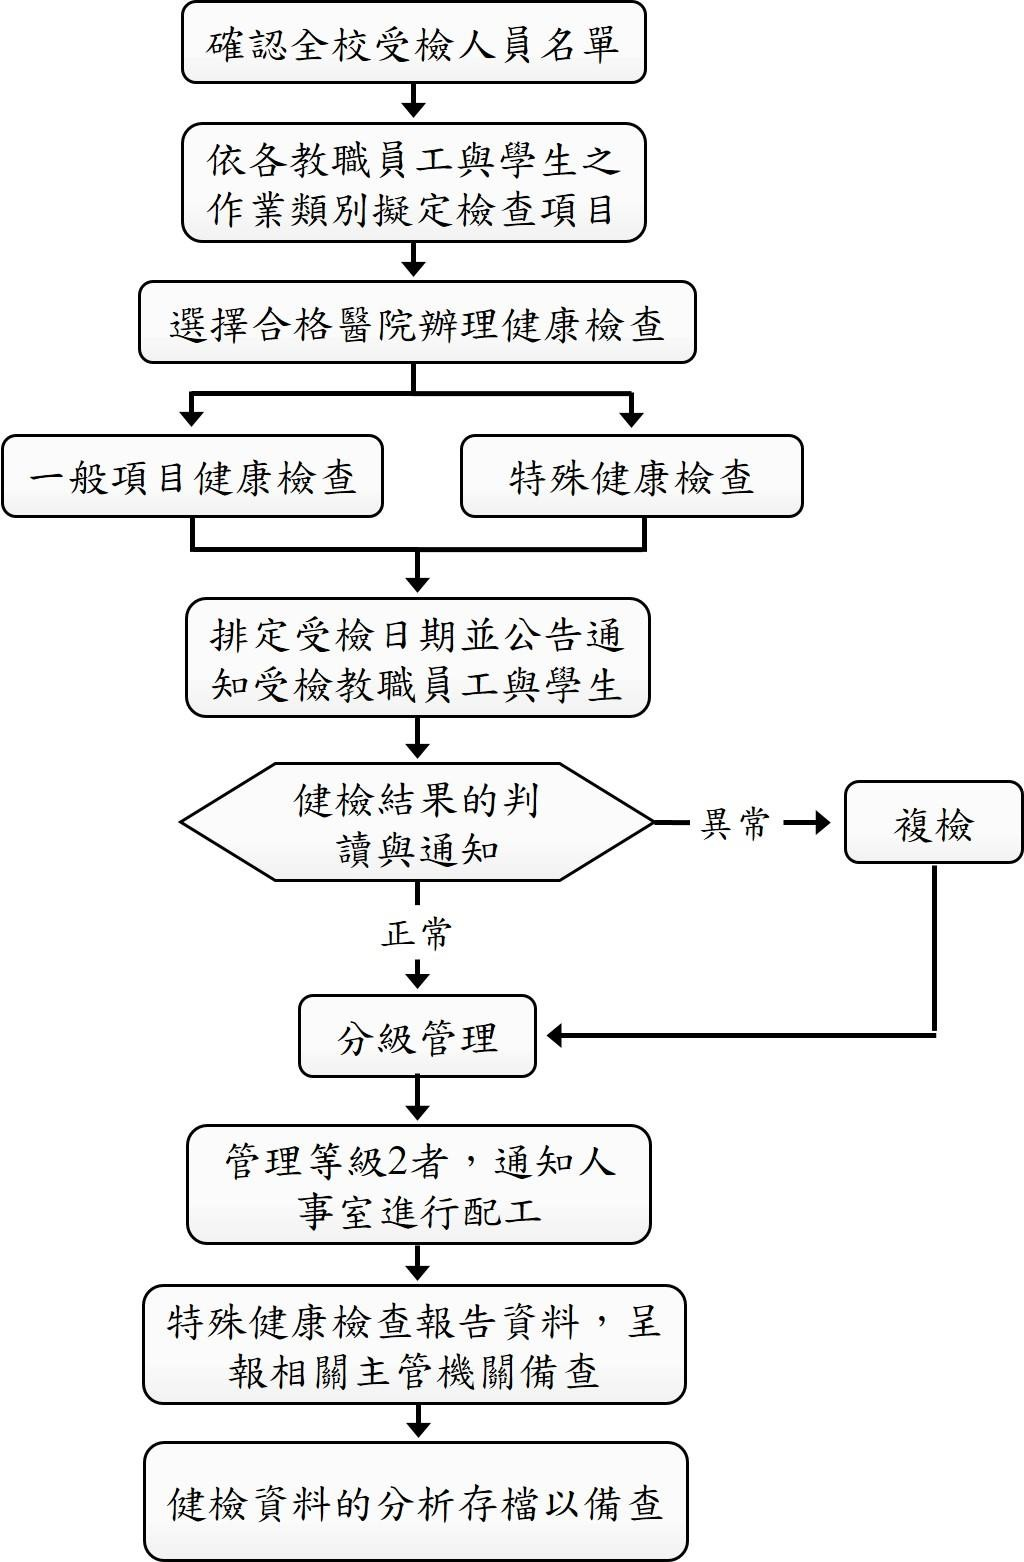 確認全校受檢人員名單
依各教職員工與學生之
作業類別擬定檢查項目
選擇合格醫院辦理健康檢查
一般項目健康檢查
特殊健康檢查
排定受檢日期並公告通
知受檢教職員工與學生
健檢結果的判
讀與通知
異常
複檢
正常
分級管理
管理等級2者，通知人
事室進行配工
特殊健康檢查報告資料，呈
報相關主管機關備查
健檢資料的分析存檔以備查